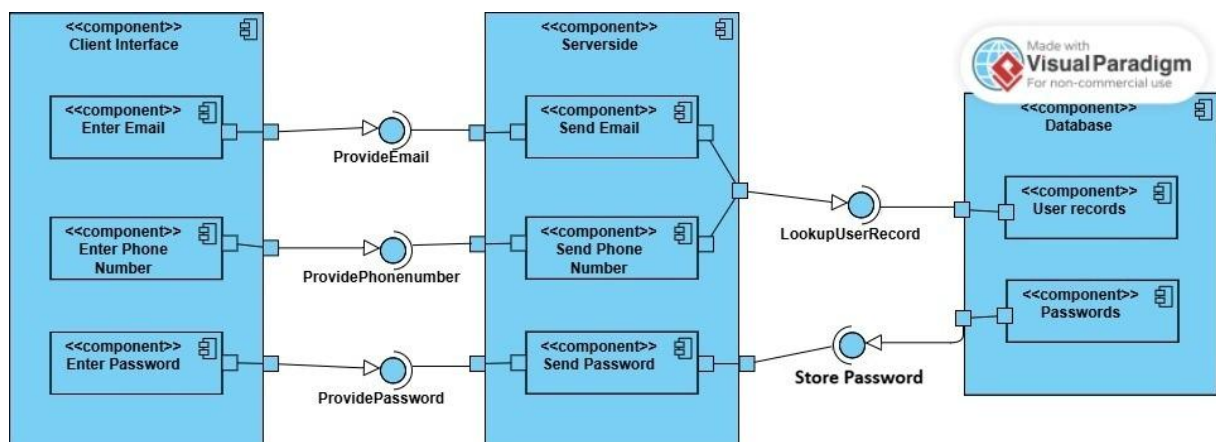 <<component>>
Client Interface
<<component>>
Enter Email
<<component>>
Enter Phone
Number
<<component>>
Enter Password
ProvideEmail
ProvidePhonenumber
ProvidePassword
<<component>>
Serverside
<<component>>
Send Email
<<component>>
Send Phone
Number
<<component>>
Send Password
LookupUserRecord
Store Password
Made with
Visual Paradigm
For non-commercial use
<<component>>
Database
<<component>>
User records
<<component>>
Passwords